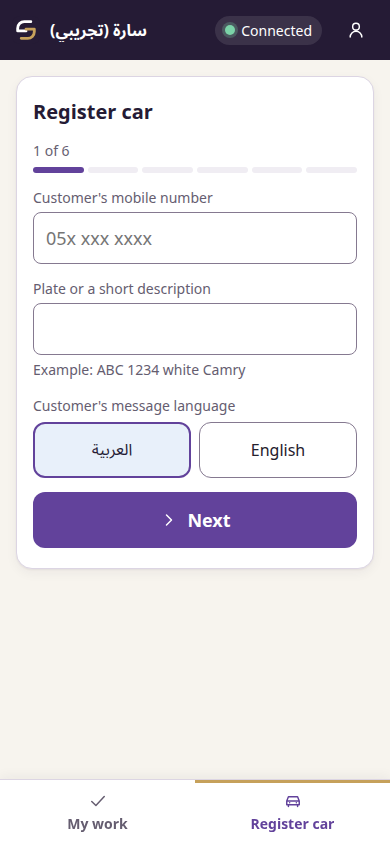 سارة (تجريبي)
Connected
Register car
1 of 6
Customer's mobile number
05x xxx xxxx
Plate or a short description
Example: ABC 1234 white Camry
Customer's message language
العربية
English
Next
My work
Register car